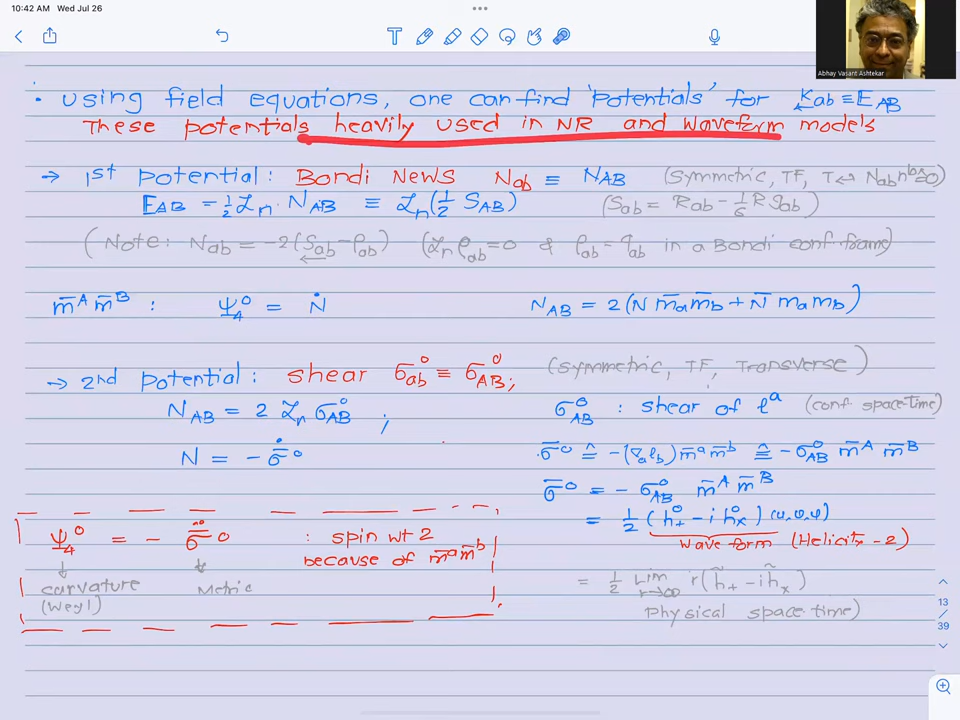 10:42 AM Wed Jul 26
Abhay Vasant Ashtekar
· Using field equations, one can find 'Potentials' for K̲ab ≡ EAB
These potentials heavily used in NR and waveform models
→ 1st potential: Bondi News Nab ≡ NAB (symmetric, TF, T↔ Nab n^b ≙ 0)
EAB = ½ ℒn NAB ≡ ℒn(½ SAB) (Sab = Rab − 1/6 R gab)
(Note: Nab = −2(Sab − ρab) (ℒn ρab = 0 & ρab = qab in a Bondi conf. frame)
m̄^A m̄^B : Ψ4° = Ṅ NAB = 2(N m̄a m̄b + N̄ ma mb)
→ 2nd potential: shear σ°ab ≡ σ°AB; (symmetric, TF, Transverse)
NAB = 2 ℒn σ°AB ; σ°AB : shear of l^a (conf space-time)
N = − σ̄̇° σ̄° ≙ −(∇a lb) m̄^a m̄^b ≙ −σ°AB m̄^A m̄^B
σ̄° = − σ°AB m̄^A m̄^B
= ½ (h°+ − i h°×) (u,θ,φ)
wave form (Helicity −2)
Ψ4° = − σ̄̈° : spin wt 2
because of m̄^a m̄^b
↓ ↓
curvature Metric
(Weyl)
= ½ Lim r→∞ r(h̃+ − i h̃×)
Physical space-time)
13
/
39